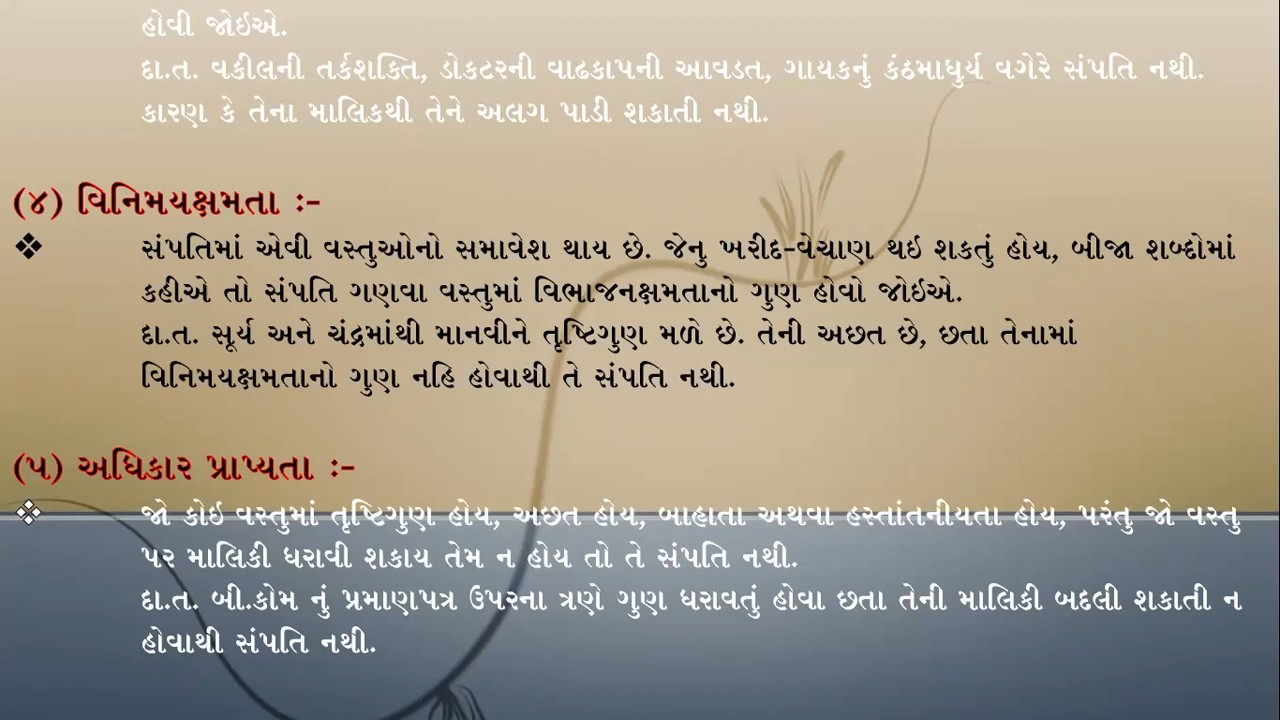 હોવી જોઇએ.
દા.ત. વકીલની તર્કશક્તિ, ડોકટરની વાઢકાપની આવડત, ગાયકનું કંઠમાધુર્ય વગેરે સંપતિ નથી.
કારણ કે તેના માલિકથી તેને અલગ પાડી શકાતી નથી.
(૪) વિનિમયક્ષમતા :-
❖ સંપતિમાં એવી વસ્તુઓનો સમાવેશ થાય છે. જેનુ ખરીદ-વેચાણ થઇ શકતું હોય, બીજા શબ્દોમાં
કહીએ તો સંપતિ ગણવા વસ્તુમાં વિભાજનક્ષમતાનો ગુણ હોવો જોઇએ.
દા.ત. સૂર્ય અને ચંદ્રમાંથી માનવીને તૃષ્ટિગુણ મળે છે. તેની અછત છે, છતા તેનામાં
વિનિમયક્ષમતાનો ગુણ નહિ હોવાથી તે સંપતિ નથી.
(૫) અધિકાર પ્રાપ્યતા :-
❖ જો કોઇ વસ્તુમાં તૃષ્ટિગુણ હોય, અછત હોય, બાહાતા અથવા હસ્તાંતનીયતા હોય, પરંતુ જો વસ્તુ
પર માલિકી ધરાવી શકાય તેમ ન હોય તો તે સંપતિ નથી.
દા.ત. બી.કોમ નું પ્રમાણપત્ર ઉપરના ત્રણે ગુણ ધરાવતું હોવા છતા તેની માલિકી બદલી શકાતી ન
હોવાથી સંપતિ નથી.